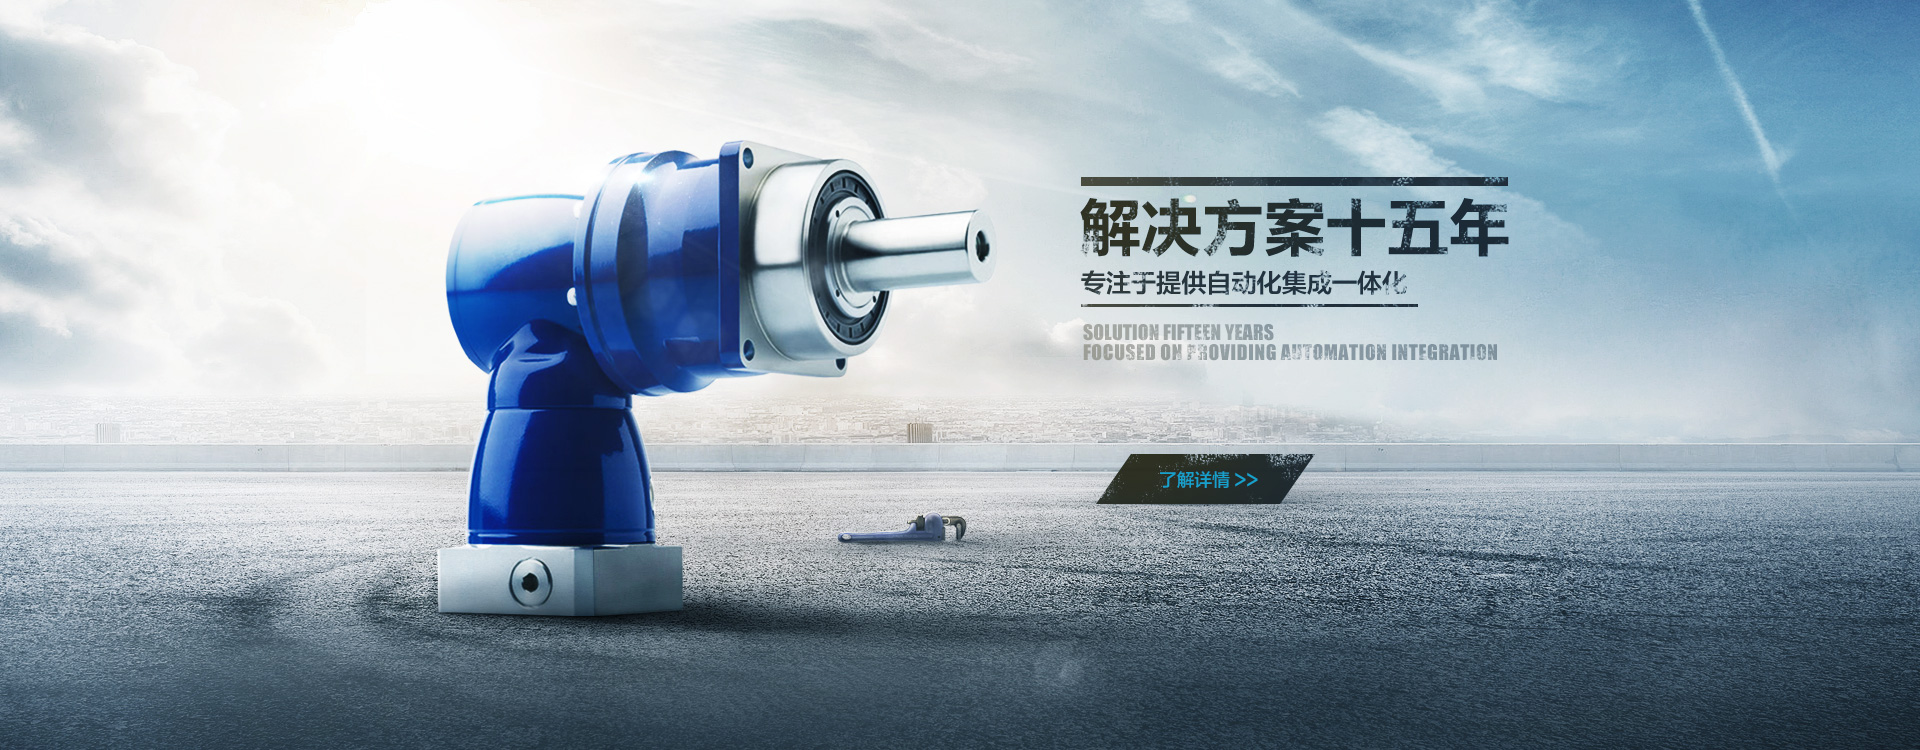 解决方案十五年
专注于提供自动化集成一体化
SOLUTION FIFTEEN YEARS
FOCUSED ON PROVIDING AUTOMATION INTEGRATION
了解详情 >>